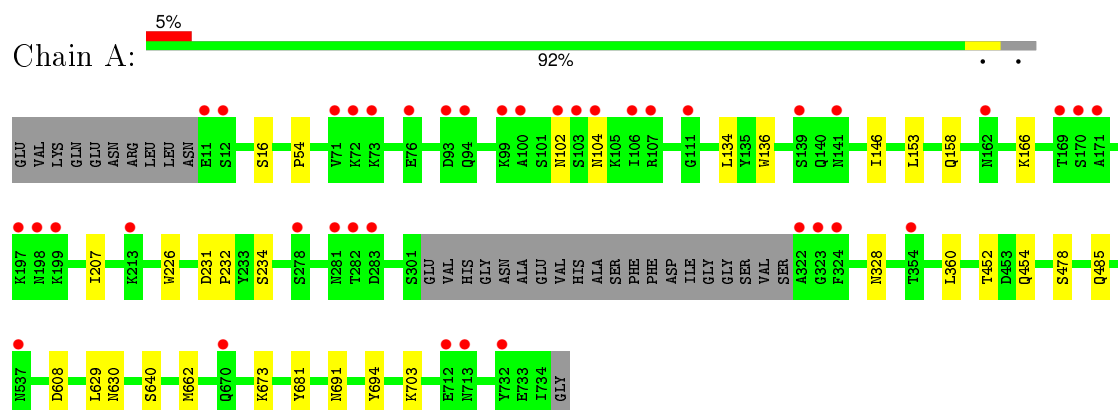 5%
Chain A:
92%
• •
GLU VAL LYS GLN GLU ASN ARG LEU LEU ASN E11 S12 S16 P54 V71 K72 K73 E76 D93 Q94 K99 A100 S101 N102 S103 N104 K105 I106 R107 G111 L134 Y135 W136 S139 Q140 N141 I146 L153 Q158 N162 K166 T169 S170 A171
K197 N198 K199 I207 K213 W226 D231 P232 Y233 S234 S278 N281 T282 D283 S301 GLU VAL HIS GLY ASN ALA GLU VAL HIS ALA SER PHE PHE ASP ILE GLY GLY SER VAL SER A322 G323 F324 N328 T354 L360 T452 D453 Q454 S478 Q485
N537 D608 L629 N630 S640 M662 Q670 K673 Y681 N691 Y694 K703 E712 N713 Y732 E733 I734 GLY